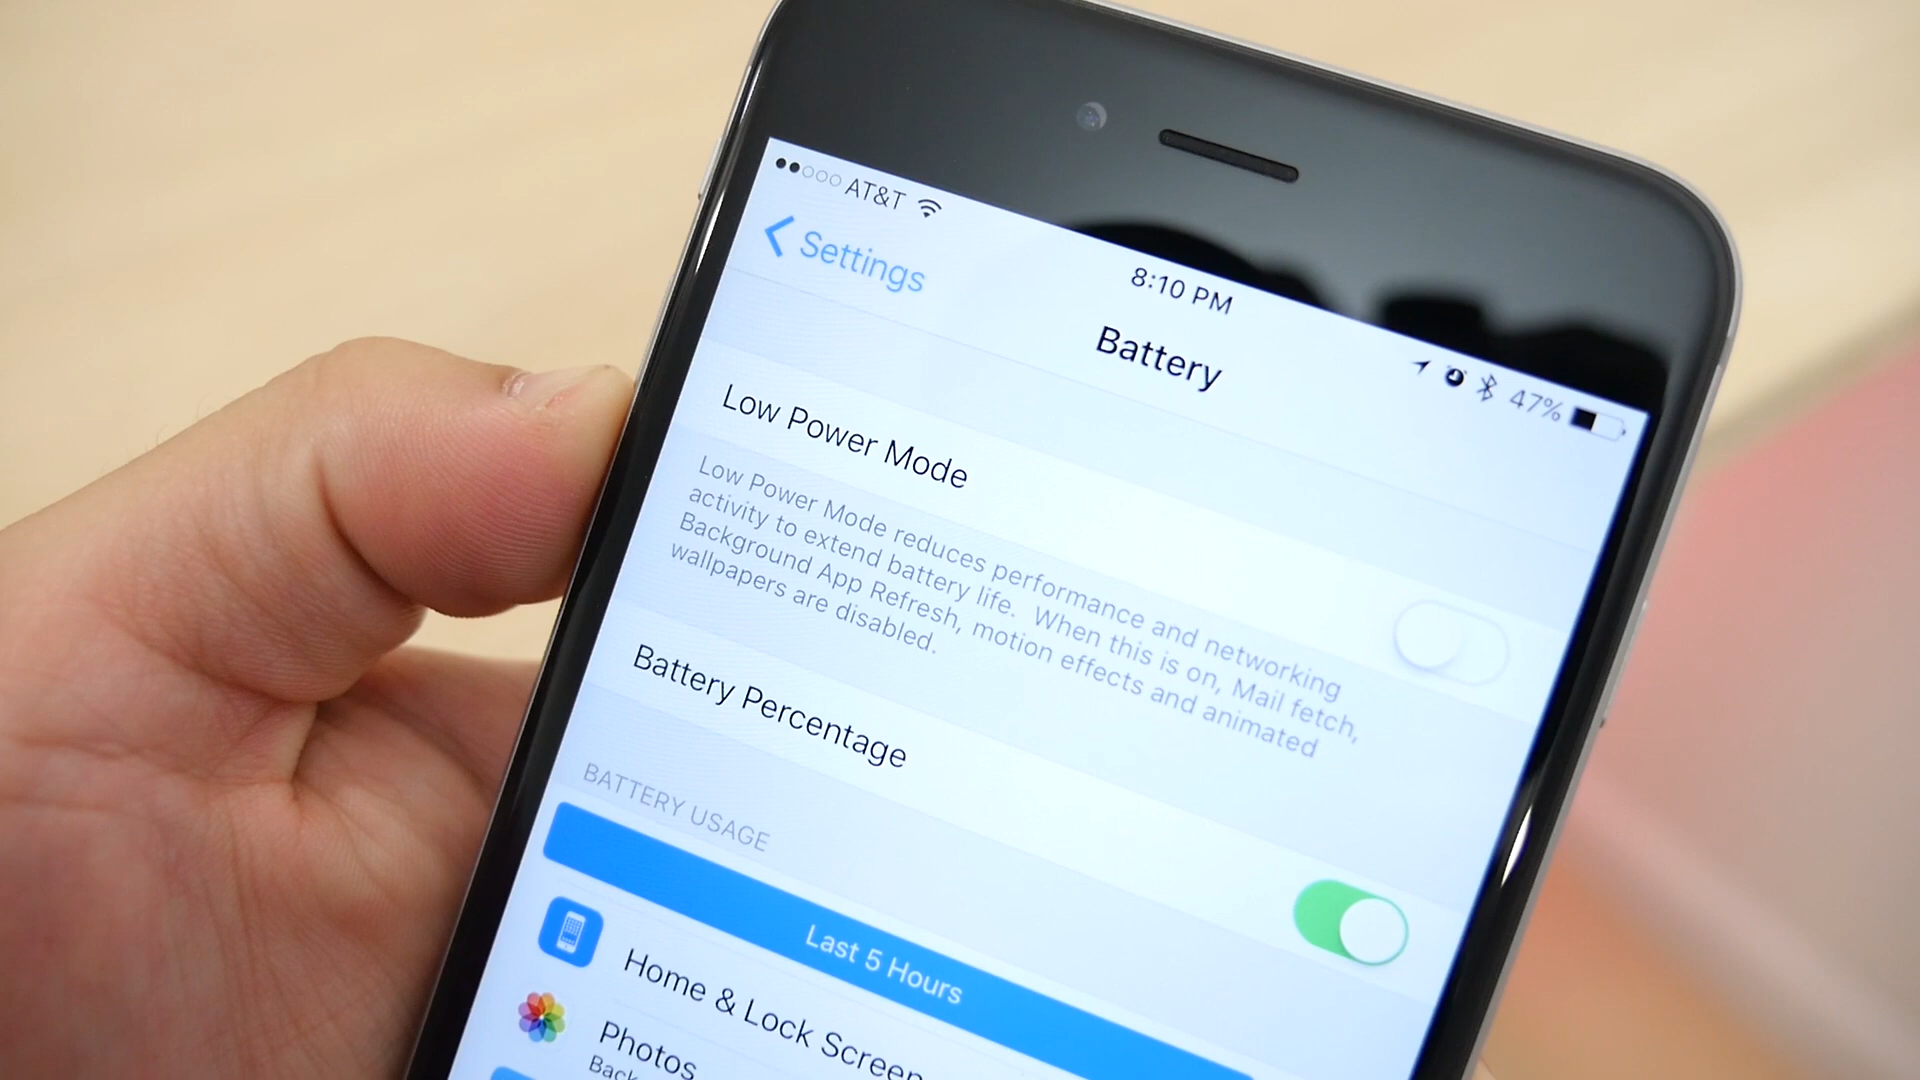 AT&T
8:10 PM
47%
Settings
Battery
Low Power Mode
Low Power Mode reduces performance and networking
activity to extend battery life. When this is on, Mail fetch,
Background App Refresh, motion effects and animated
wallpapers are disabled.
Battery Percentage
BATTERY USAGE
Last 5 Hours
Home & Lock Screen
Photos